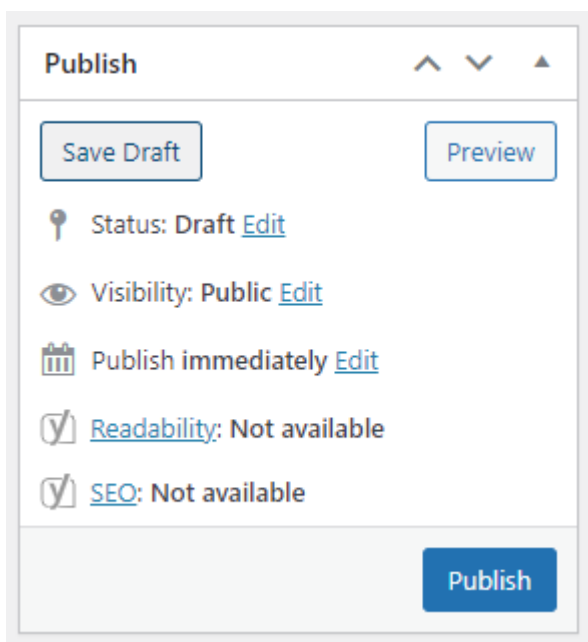 Publish
Save Draft Preview
Status: Draft Edit
Visibility: Public Edit
Publish immediately Edit
Readability: Not available
SEO: Not available
Publish